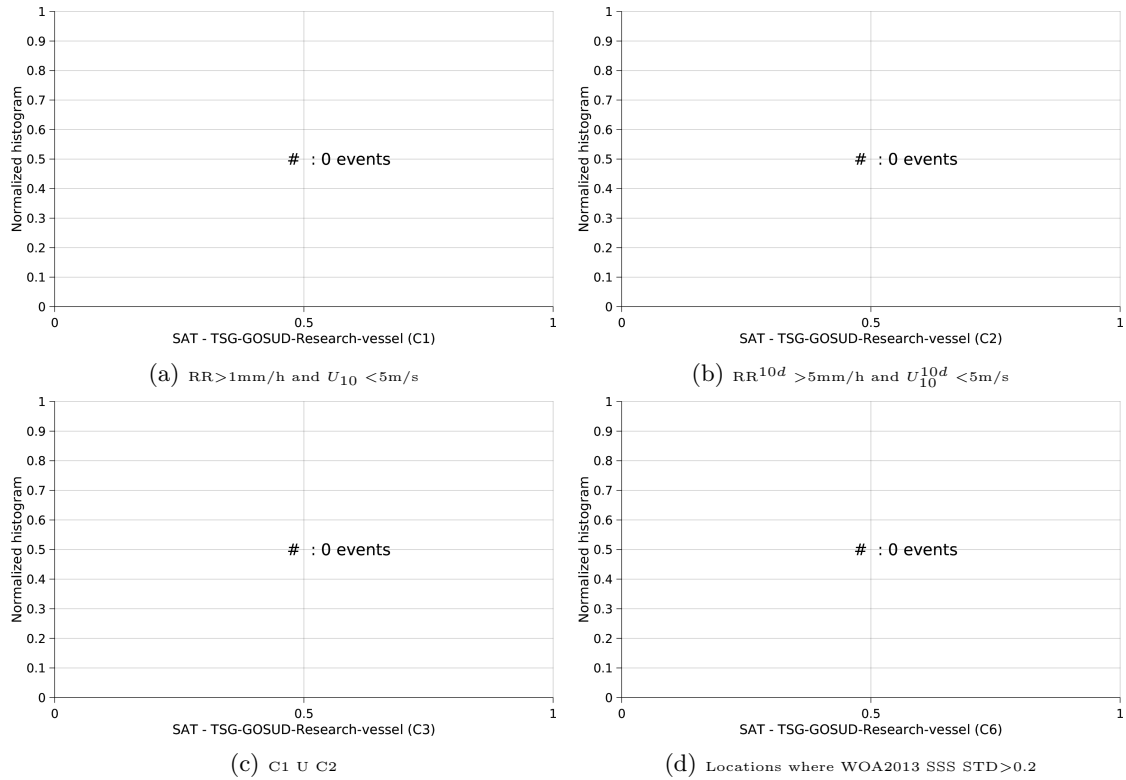 1
0.9
0.8
0.7
0.6
0.5
0.4
0.3
0.2
0.1
0
Normalized histogram
# : 0 events
0 0.5 1
SAT - TSG-GOSUD-Research-vessel (C1)
(a) RR>1mm/h and U10 <5m/s
1
0.9
0.8
0.7
0.6
0.5
0.4
0.3
0.2
0.1
0
Normalized histogram
# : 0 events
0 0.5 1
SAT - TSG-GOSUD-Research-vessel (C2)
(b) RR^10d >5mm/h and U10^10d <5m/s
1
0.9
0.8
0.7
0.6
0.5
0.4
0.3
0.2
0.1
0
Normalized histogram
# : 0 events
0 0.5 1
SAT - TSG-GOSUD-Research-vessel (C3)
(c) C1 U C2
1
0.9
0.8
0.7
0.6
0.5
0.4
0.3
0.2
0.1
0
Normalized histogram
# : 0 events
0 0.5 1
SAT - TSG-GOSUD-Research-vessel (C6)
(d) Locations where WOA2013 SSS STD>0.2